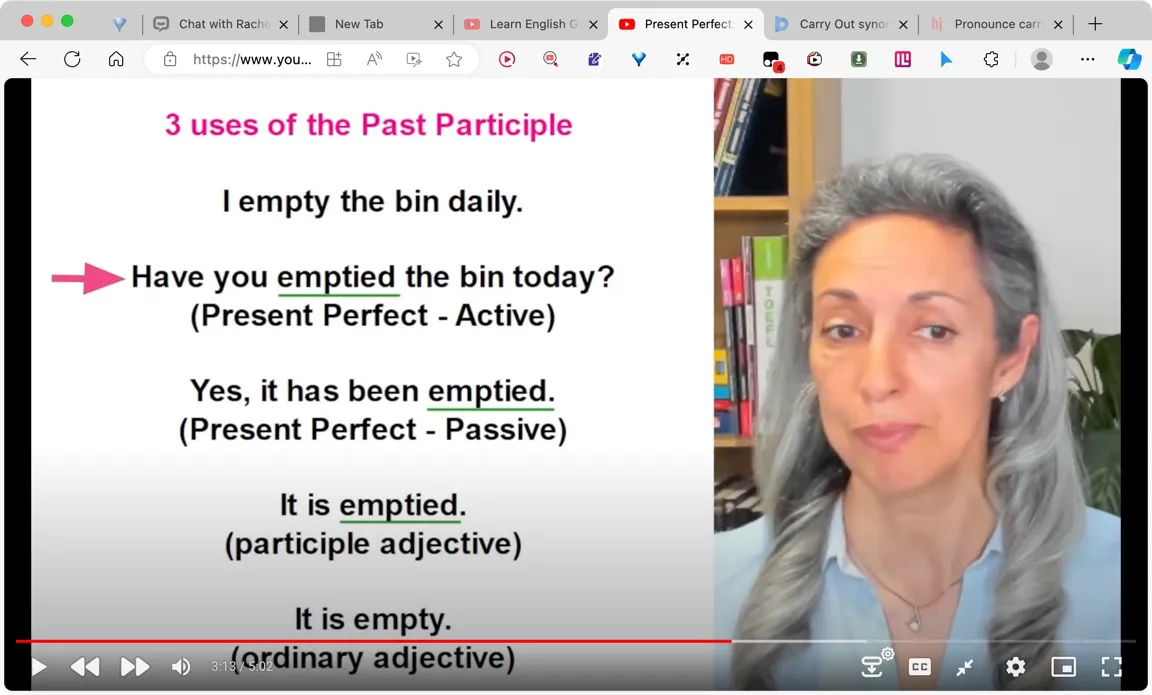 Chat with Rache
New Tab
Learn English G
Present Perfect:
Carry Out synor
hj
Pronounce carr
https://www.you...
HD
4
3 uses of the Past Participle
I empty the bin daily.
Have you emptied the bin today?
(Present Perfect - Active)
Yes, it has been emptied.
(Present Perfect - Passive)
It is emptied.
(participle adjective)
It is empty.
(ordinary adjective)
TOEFL
3:13 / 5:02
CC